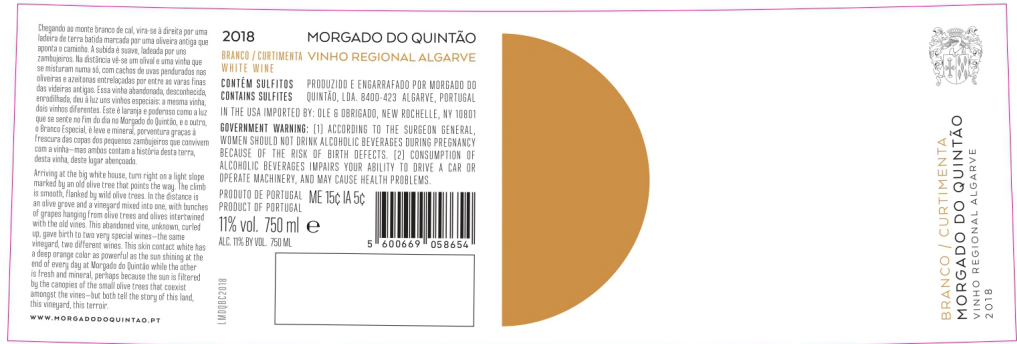 Chegando ao monte branco de cal, vira-se à direita por uma
ladeira de terra batida marcada por uma oliveira antiga que
aponta o caminho. A subida é suave, ladeada por uns
zambujeiros. Na distância vê-se um olival e uma vinha que
se misturam numa só, com cachos de uvas pendurados nas
oliveiras e azeitonas entrelaçadas por entre as varas finas
das videiras antigas. Essa vinha abandonada, desconhecida,
enrodilhada, deu à luz uns vinhos especiais: a mesma vinha,
dois vinhos diferentes. Este é laranja e poderoso como a luz
que se sente no fim do dia no Morgado do Quintão, e o outro,
o Branco Especial, é leve e mineral, porventura graças à
frescura das copas dos pequenos zambujeiros que convivem
com a vinha—mas ambos contam a história desta terra,
desta vinha, deste lugar abençoado.
Arriving at the big white house, turn right on a light slope
marked by an old olive tree that points the way. The climb
is smooth, flanked by wild olive trees. In the distance is
an olive grove and a vineyard mixed into one, with bunches
of grapes hanging from olive trees and olives intertwined
with the old vines. This abandoned vine, unknown, curled
up, gave birth to two very special wines—the same
vineyard, two different wines. This skin contact white has
a deep orange color as powerful as the sun shining at the
end of every day at Morgado do Quintão while the other
is fresh and mineral, perhaps because the sun is filtered
by the canopies of the small olive trees that coexist
amongst the vines—but both tell the story of this land,
this vineyard, this terroir.
WWW.MORGADODOQUINTAO.PT
2018 MORGADO DO QUINTÃO
BRANCO / CURTIMENTA VINHO REGIONAL ALGARVE
WHITE WINE
CONTÉM SULFITOS PRODUZIDO E ENGARRAFADO POR MORGADO DO
CONTAINS SULFITES QUINTÃO, LDA. 8400-423 ALGARVE, PORTUGAL
IN THE USA IMPORTED BY: OLE & OBRIGADO, NEW ROCHELLE, NY 10801
GOVERNMENT WARNING: (1) ACCORDING TO THE SURGEON GENERAL,
WOMEN SHOULD NOT DRINK ALCOHOLIC BEVERAGES DURING PREGNANCY
BECAUSE OF THE RISK OF BIRTH DEFECTS. (2) CONSUMPTION OF
ALCOHOLIC BEVERAGES IMPAIRS YOUR ABILITY TO DRIVE A CAR OR
OPERATE MACHINERY, AND MAY CAUSE HEALTH PROBLEMS.
PRODUTO DE PORTUGAL ME 15¢ IA 5¢
PRODUCT OF PORTUGAL
11% vol. 750 ml ℮
ALC. 11% BY VOL. 750 ML
5 600669 058654
LMDQBC2018
BRANCO / CURTIMENTA
MORGADO DO QUINTÃO
VINHO REGIONAL ALGARVE
2018